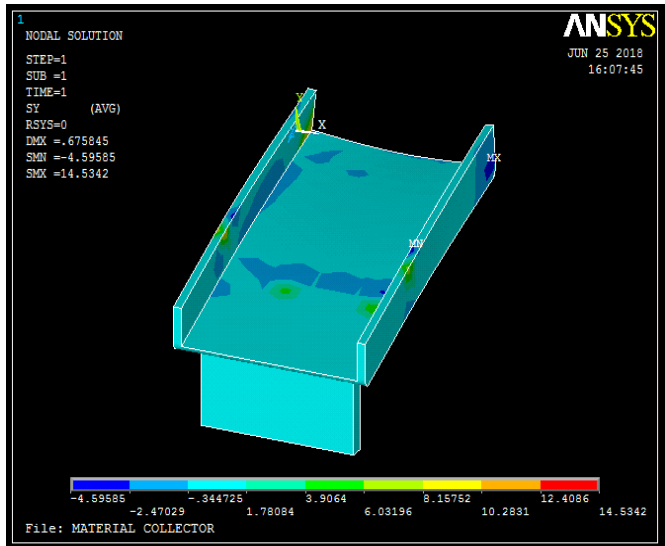 1
ANSYS
NODAL SOLUTION
JUN 25 2018
STEP=1
16:07:45
SUB =1
TIME=1
SY (AVG)
RSYS=0
DMX =.675845
SMN =-4.59585
SMX =14.5342
Y
X
MX
MN
-4.59585 -.344725 3.9064 8.15752 12.4086
-2.47029 1.78084 6.03196 10.2831 14.5342
File: MATERIAL COLLECTOR